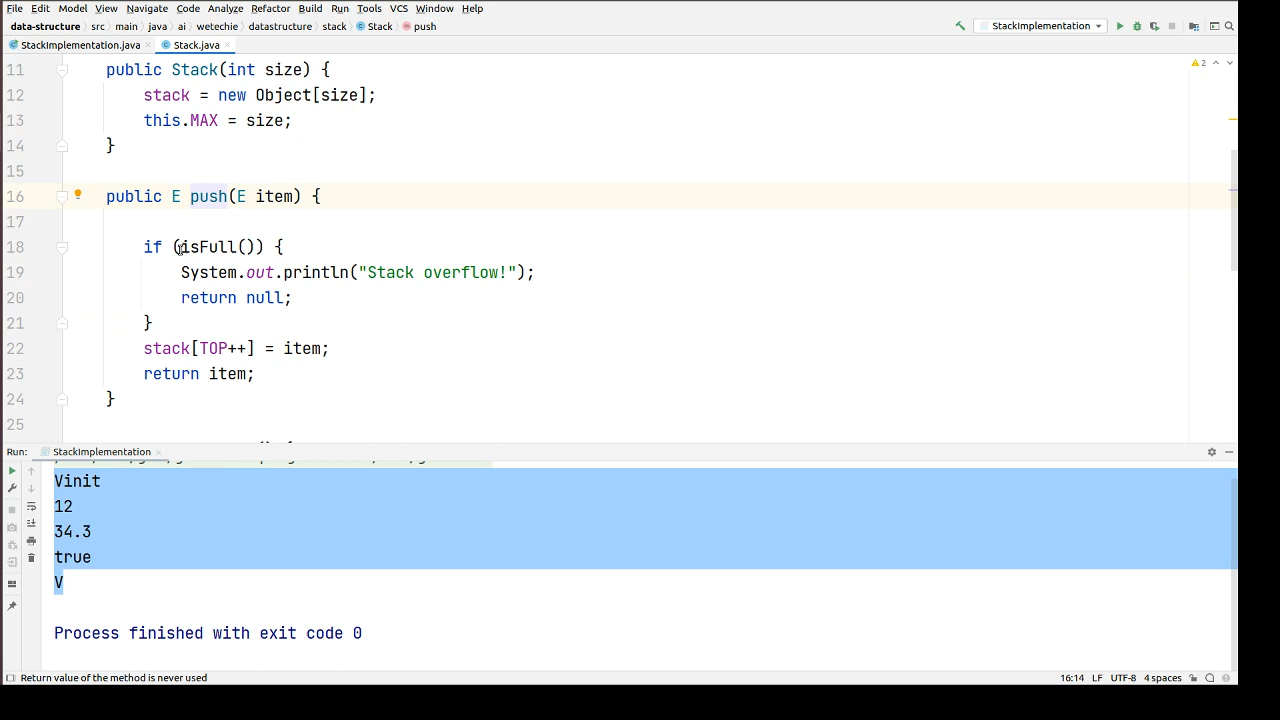 File Edit Model View Navigate Code Analyze Refactor Build Run Tools VCS Window Help
data-structure src main java ai wetechie datastructure stack Stack push StackImplementation
StackImplementation.java Stack.java
2
11 public Stack(int size) {
12 stack = new Object[size];
13 this.MAX = size;
14 }
15
16 public E push(E item) {
17
18 if (isFull()) {
19 System.out.println("Stack overflow!");
20 return null;
21 }
22 stack[TOP++] = item;
23 return item;
24 }
25
Run: StackImplementation
Vinit
12
34.3
true
V
Process finished with exit code 0
Return value of the method is never used 16:14 LF UTF-8 4 spaces